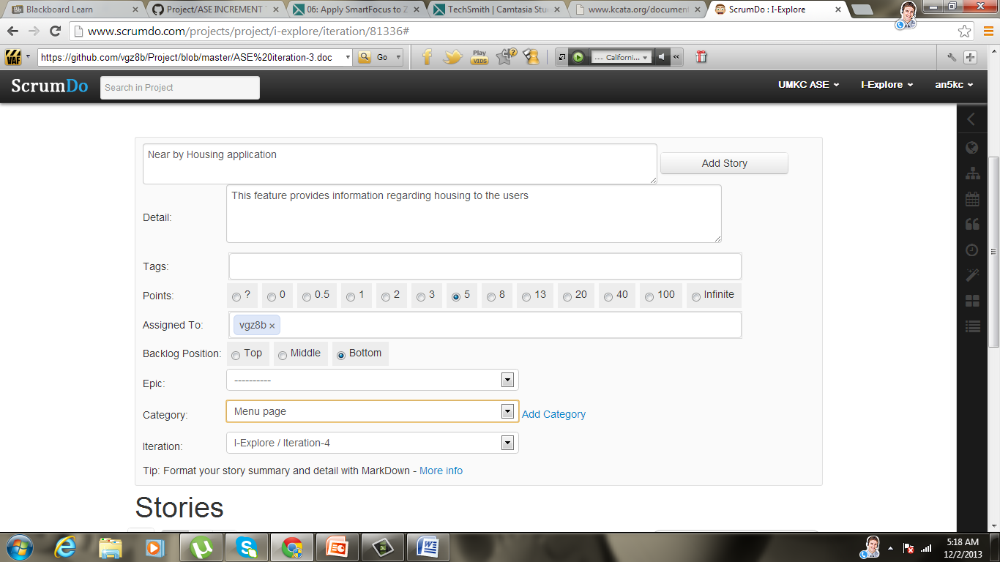 Blackboard Learn
Project/ASE INCREMENT
06: Apply SmartFocus to Z
TechSmith | Camtasia Stu
www.kcata.org/document
ScrumDo : I-Explore
www.scrumdo.com/projects/project/i-explore/iteration/81336#
VAF
https://github.com/vgz8b/Project/blob/master/ASE%20iteration-3.doc
Go
Play
VIDS
..... Californi...
ScrumDo
Search in Project
UMKC ASE
I-Explore
an5kc
Near by Housing application
Add Story
Detail:
This feature provides information regarding housing to the users
Tags:
Points: ? 0 0.5 1 2 3 5 8 13 20 40 100 Infinite
Assigned To: vgz8b ×
Backlog Position: Top Middle Bottom
Epic: ----------
Category: Menu page Add Category
Iteration: I-Explore / Iteration-4
Tip: Format your story summary and detail with MarkDown - More info
Stories
5:18 AM
12/2/2013